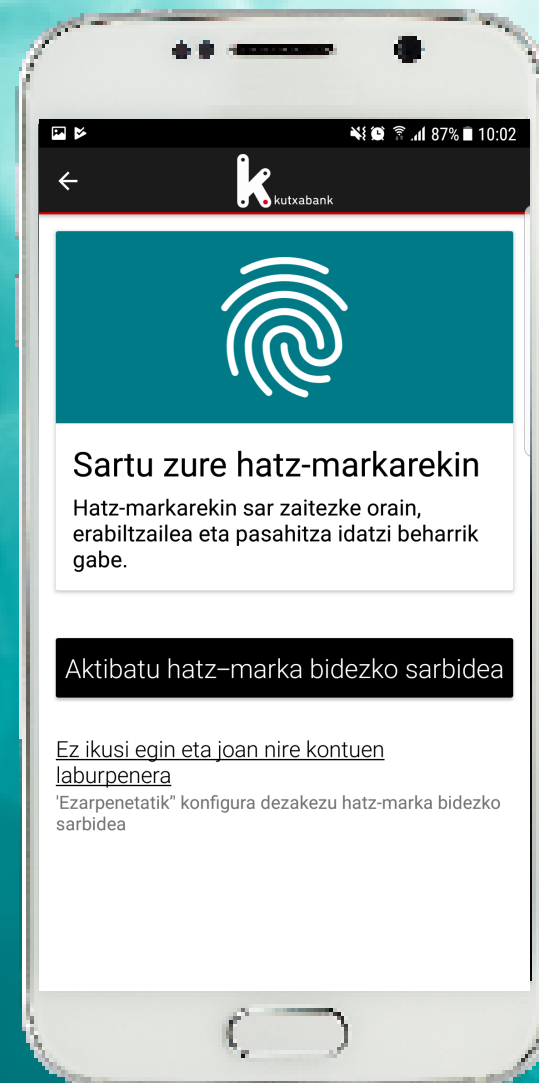 87% 10:02
kutxabank
Sartu zure hatz-markarekin
Hatz-markarekin sar zaitezke orain,
erabiltzailea eta pasahitza idatzi beharrik
gabe.
Aktibatu hatz–marka bidezko sarbidea
Ez ikusi egin eta joan nire kontuen
laburpenera
'Ezarpenetatik” konfigura dezakezu hatz-marka bidezko
sarbidea